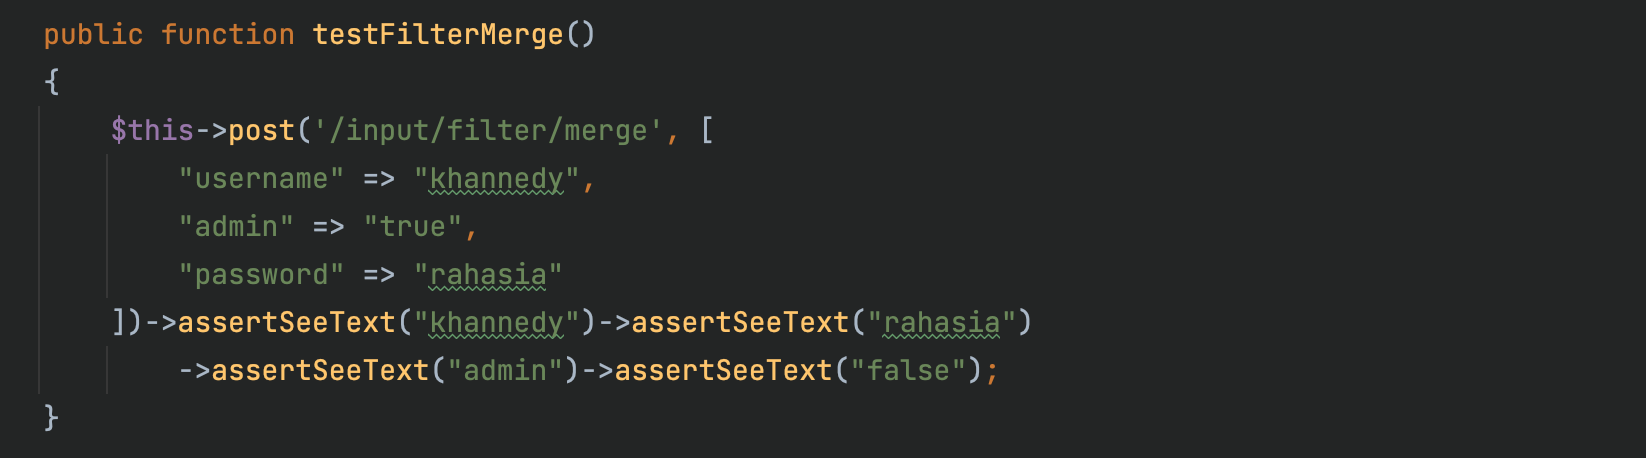 public function testFilterMerge()
{
    $this->post('/input/filter/merge', [
        "username" => "khannedy",
        "admin" => "true",
        "password" => "rahasia"
    ])->assertSeeText("khannedy")->assertSeeText("rahasia")
        ->assertSeeText("admin")->assertSeeText("false");
}